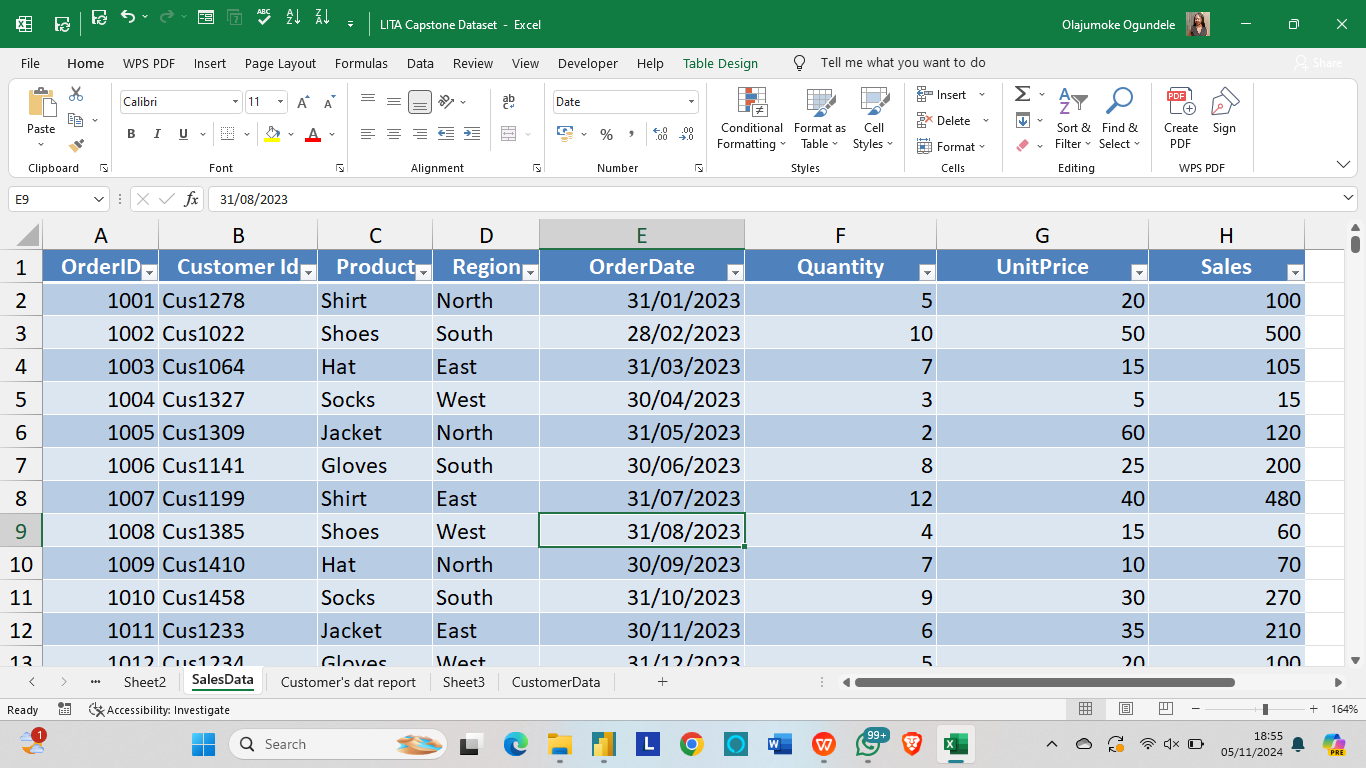 LITA Capstone Dataset - Excel Olajumoke Ogundele
File Home WPS PDF Insert Page Layout Formulas Data Review View Developer Help Table Design Tell me what you want to do Share
Paste
Clipboard
Calibri 11
B I U A
Font
ab
Alignment
Date
% ,
Number
Conditional Formatting
Format as Table
Cell Styles
Styles
Insert
Delete
Format
Cells
Sort & Filter
Find & Select
Editing
Create PDF
Sign
WPS PDF
E9 fx 31/08/2023
A B C D E F G H
1 OrderID Customer Id Product Region OrderDate Quantity UnitPrice Sales
2 1001 Cus1278 Shirt North 31/01/2023 5 20 100
3 1002 Cus1022 Shoes South 28/02/2023 10 50 500
4 1003 Cus1064 Hat East 31/03/2023 7 15 105
5 1004 Cus1327 Socks West 30/04/2023 3 5 15
6 1005 Cus1309 Jacket North 31/05/2023 2 60 120
7 1006 Cus1141 Gloves South 30/06/2023 8 25 200
8 1007 Cus1199 Shirt East 31/07/2023 12 40 480
9 1008 Cus1385 Shoes West 31/08/2023 4 15 60
10 1009 Cus1410 Hat North 30/09/2023 7 10 70
11 1010 Cus1458 Socks South 31/10/2023 9 30 270
12 1011 Cus1233 Jacket East 30/11/2023 6 35 210
13 1012 Cus1234 Gloves West 31/12/2023 5 20 100
... Sheet2 SalesData Customer's dat report Sheet3 CustomerData +
Ready Accessibility: Investigate 164%
1 Search 99+ 18:55
05/11/2024 PRE